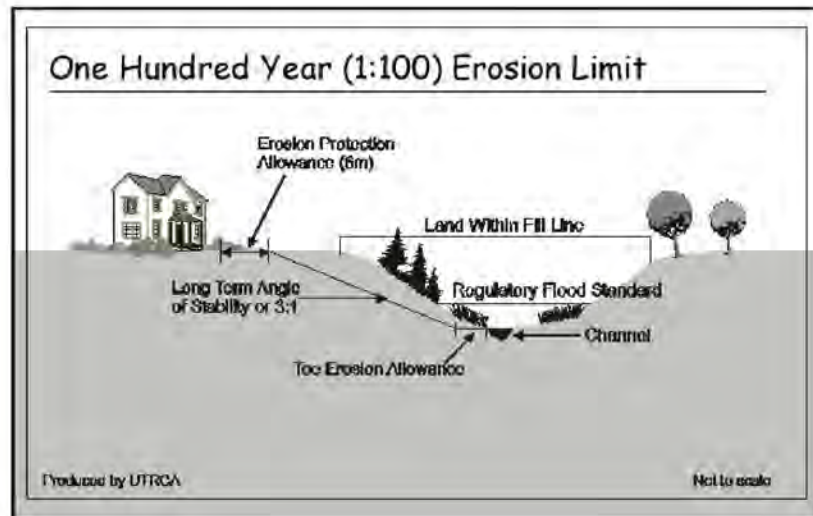 One Hundred Year (1:100) Erosion Limit
Erosion Protection
Allowance (6m)
Land Within Fill Line
Long Term Angle
of Stability or 3:1
Regulatory Flood Standard
Channel
Toe Erosion Allowance
Produced by UTRCA
Not to scale